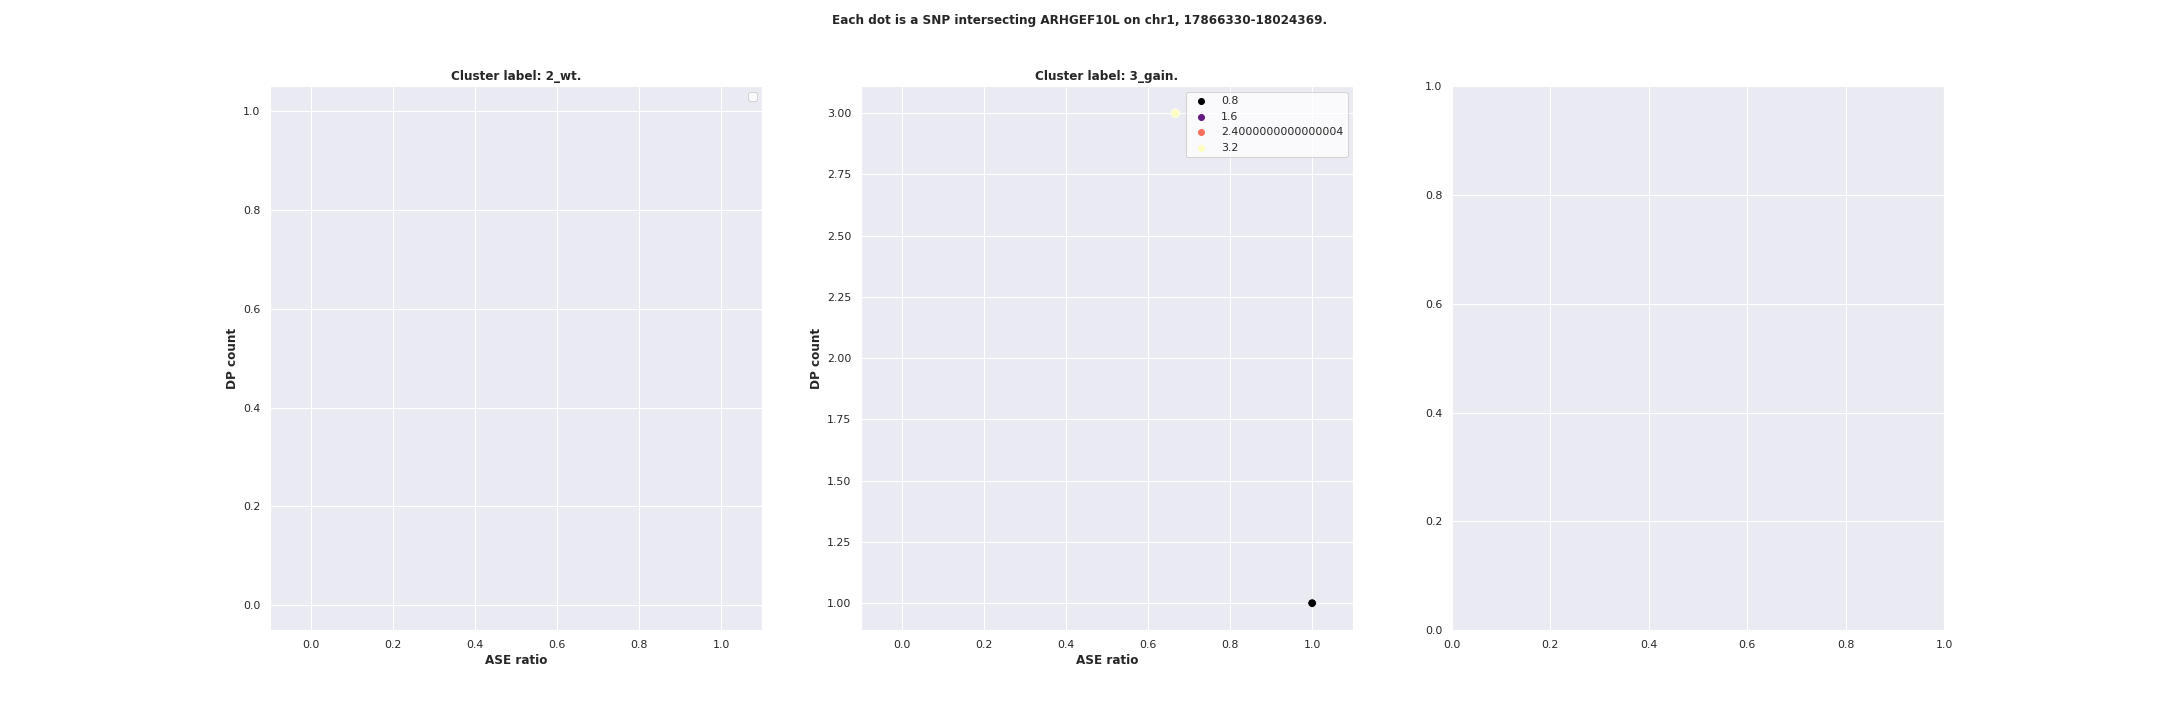 Each dot is a SNP intersecting ARHGEF10L on chr1, 17866330-18024369.
Cluster label: 2_wt.
1.0
0.8
0.6
0.4
0.2
0.0
DP count
0.0 0.2 0.4 0.6 0.8 1.0
ASE ratio
Cluster label: 3_gain.
0.8
1.6
2.4000000000000004
3.2
3.00
2.75
2.50
2.25
2.00
1.75
1.50
1.25
1.00
DP count
0.0 0.2 0.4 0.6 0.8 1.0
ASE ratio
1.0
0.8
0.6
0.4
0.2
0.0
0.0 0.2 0.4 0.6 0.8 1.0